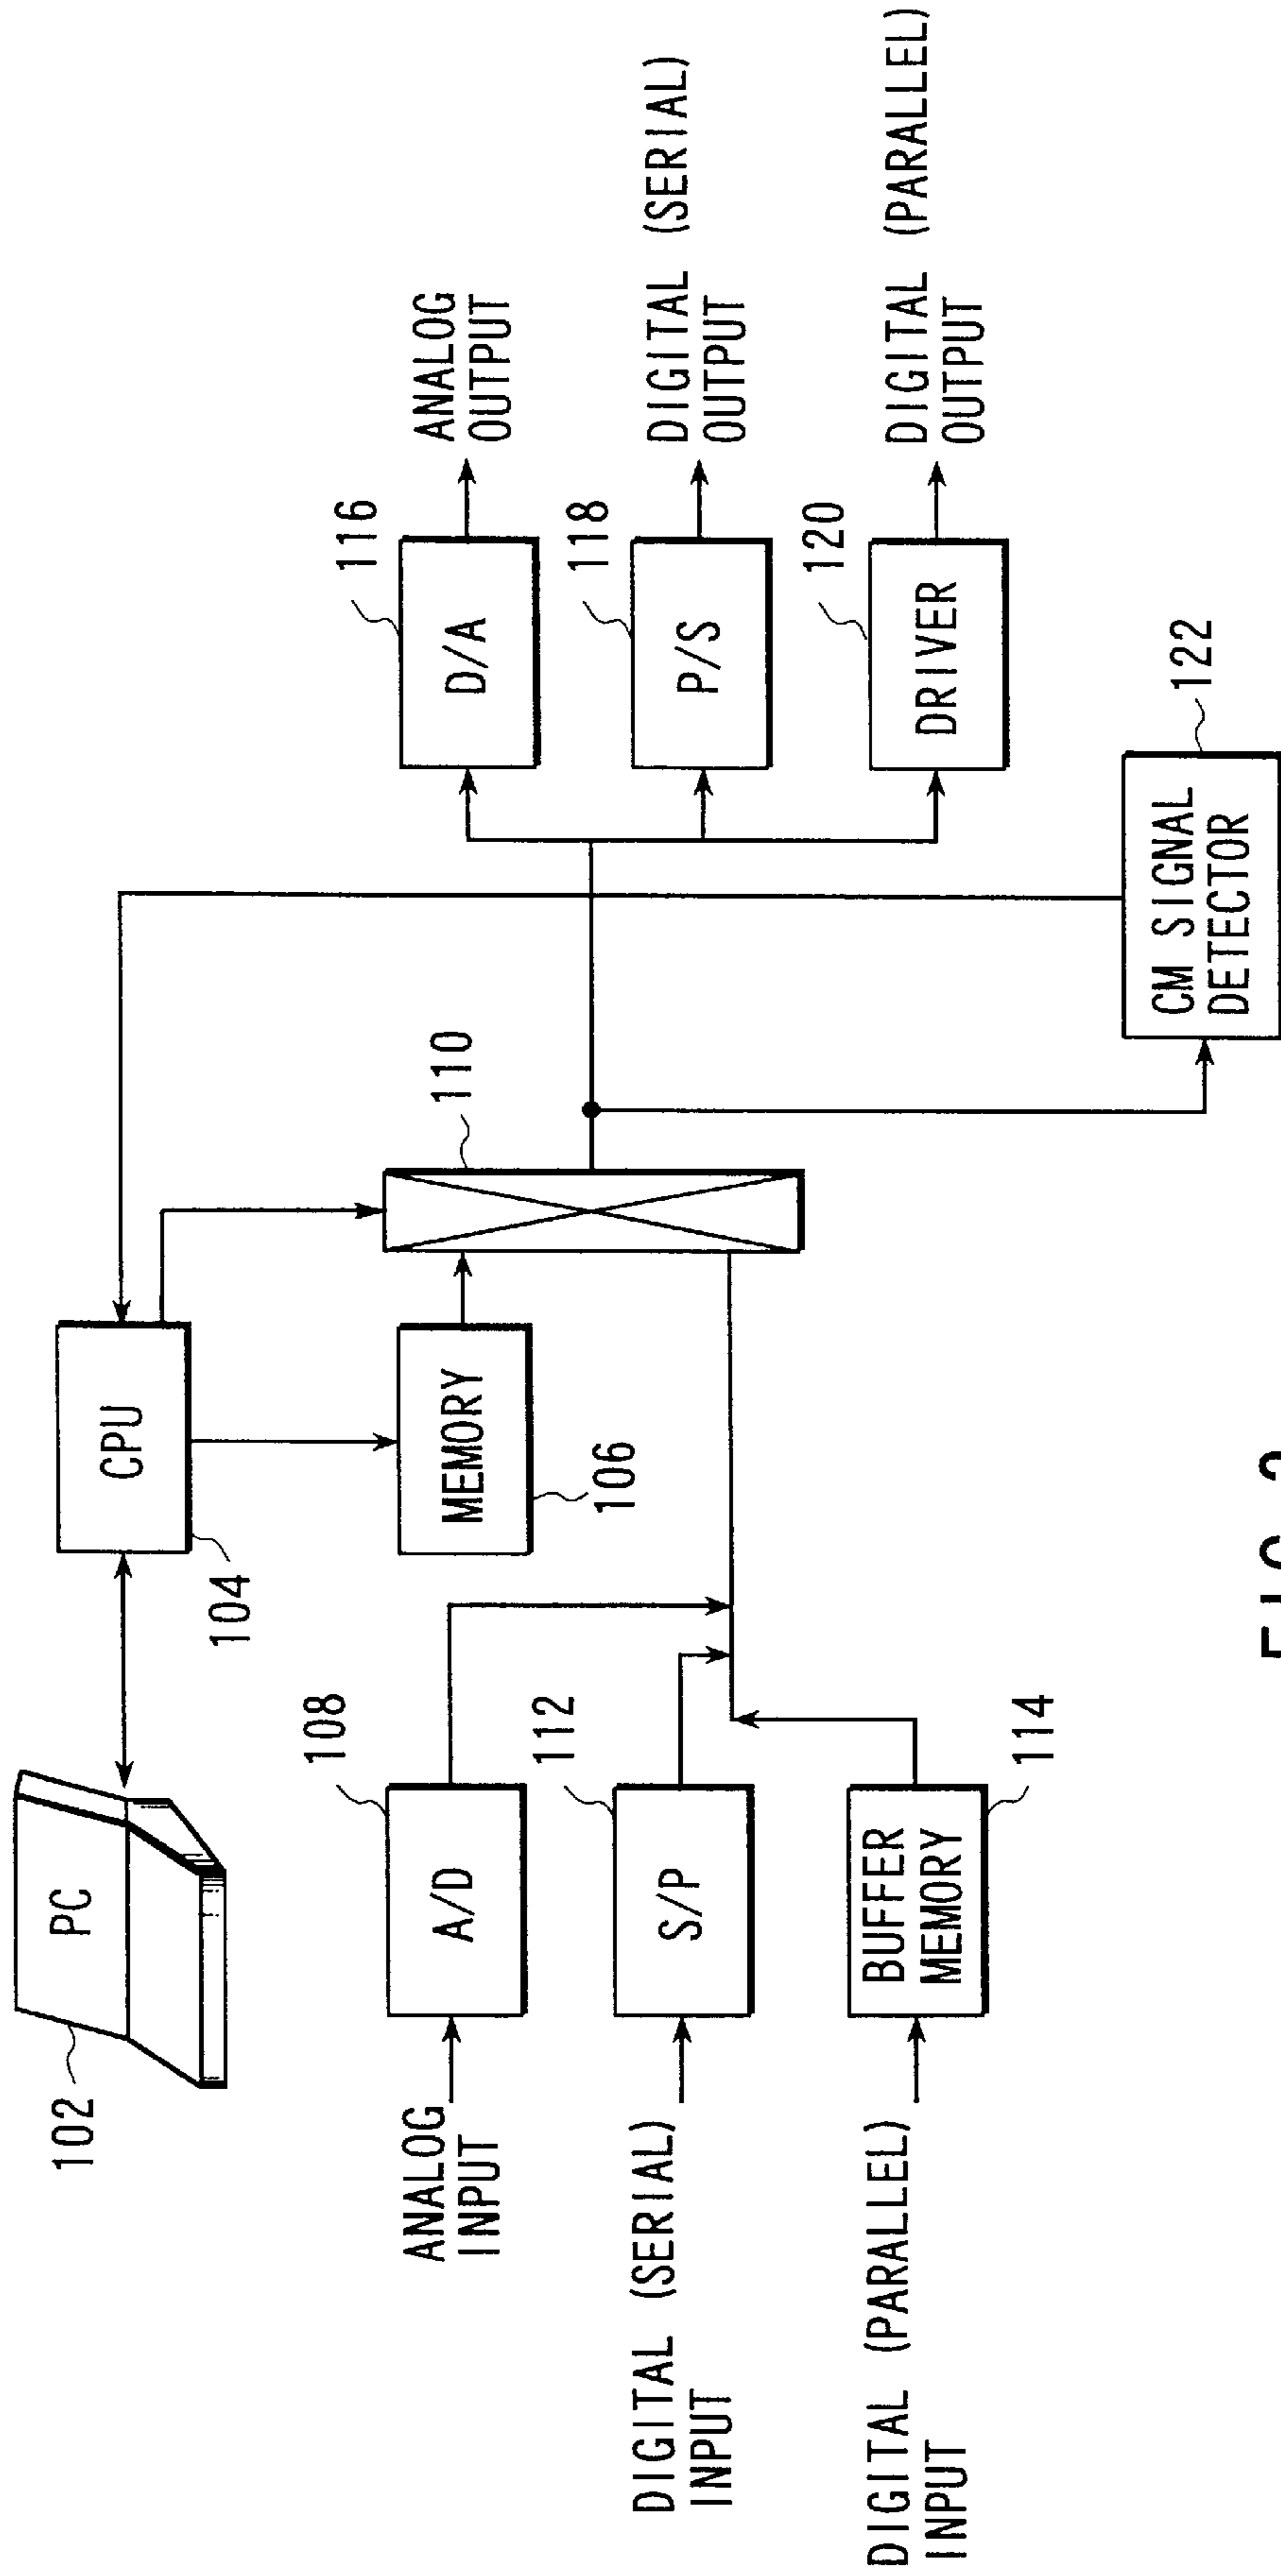 102
PC
104
CPU
MEMORY
106
110
ANALOG
INPUT
A/D
108
DIGITAL (SERIAL)
INPUT
S/P
112
DIGITAL (PARALLEL)
INPUT
BUFFER
MEMORY
114
116
D/A
ANALOG
OUTPUT
118
P/S
DIGITAL (SERIAL)
OUTPUT
120
DRIVER
DIGITAL (PARALLEL)
OUTPUT
CM SIGNAL
DETECTOR
122